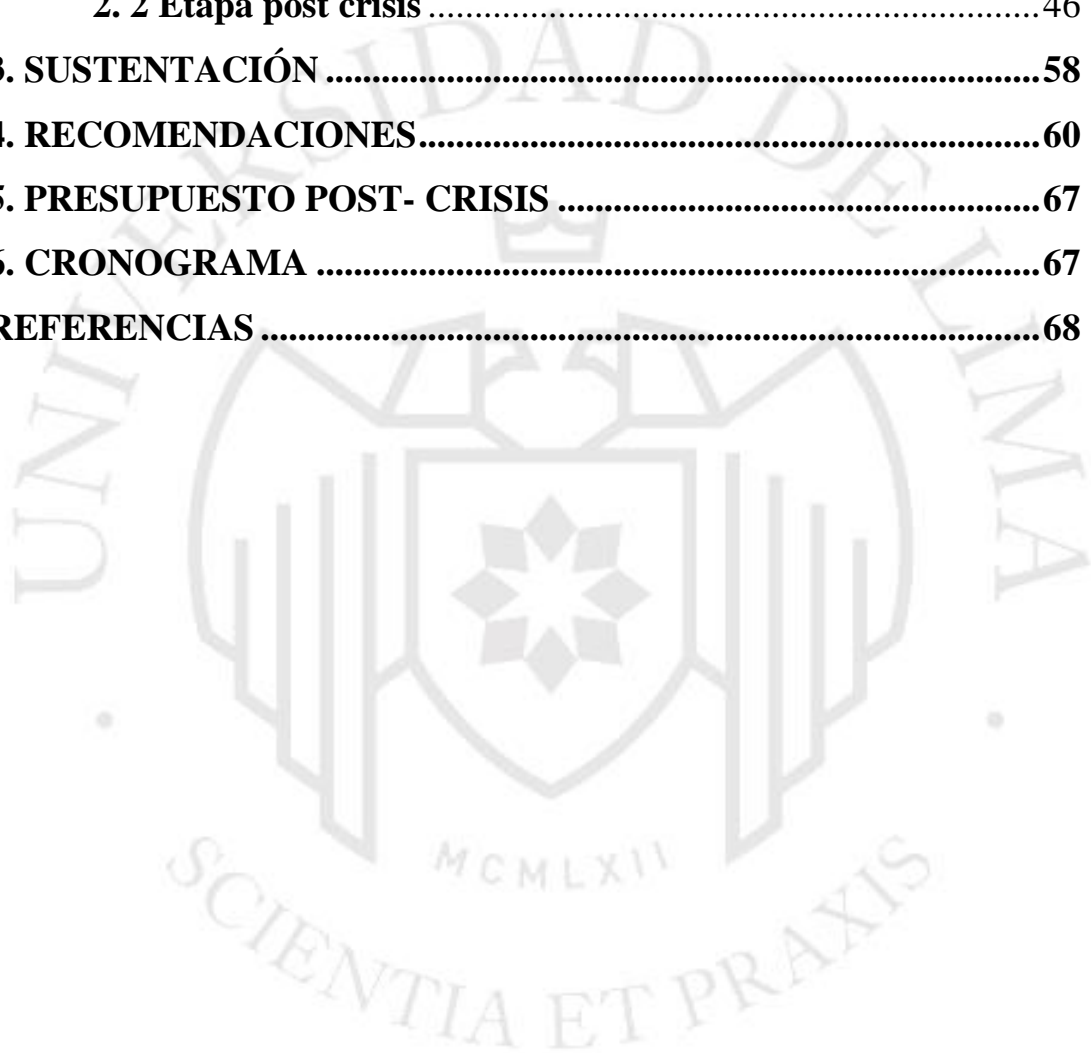 2. 2 Etapa post crisis ........................................................................................ 46
3. SUSTENTACIÓN ........................................................................................ 58
4. RECOMENDACIONES ........................................................................................ 60
5. PRESUPUESTO POST- CRISIS ........................................................................................ 67
6. CRONOGRAMA ........................................................................................ 67
REFERENCIAS ........................................................................................ 68
UNIVERSIDAD DE LIMA
MCMLXII
SCIENTIA ET PRAXIS